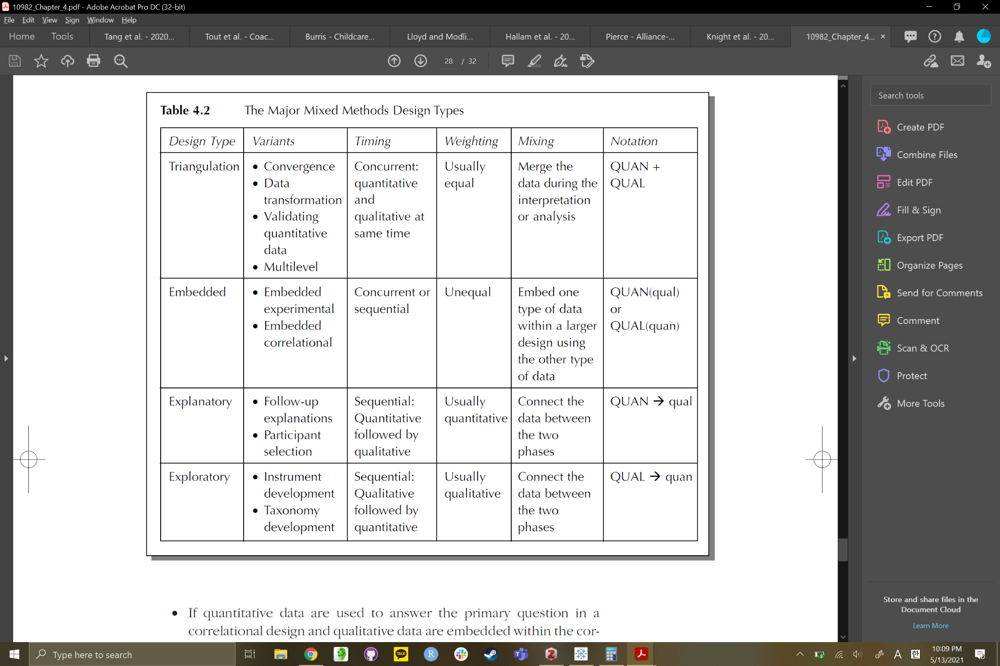 10982_Chapter_4.pdf - Adobe Acrobat Pro DC (32-bit)
File Edit View Sign Window Help
Home Tools Tang et al. - 2020... Tout et al. - Coac... Burris - Childcare... Lloyd and Modli... Hallam et al. - 20... Pierce - Alliance-... Knight et al. - 20... 10982_Chapter_4... ×
28 / 32
Table 4.2 The Major Mixed Methods Design Types
Design Type Variants Timing Weighting Mixing Notation
Triangulation • Convergence Concurrent: Usually Merge the QUAN +
• Data quantitative equal data during the QUAL
transformation and interpretation
• Validating qualitative at or analysis
quantitative same time
data
• Multilevel
Embedded • Embedded Concurrent or Unequal Embed one QUAN(qual)
experimental sequential type of data or
• Embedded within a larger QUAL(quan)
correlational design using
the other type
of data
Explanatory • Follow-up Sequential: Usually Connect the QUAN → qual
explanations Quantitative quantitative data between
• Participant followed by the two
selection qualitative phases
Exploratory • Instrument Sequential: Usually Connect the QUAL → quan
development Qualitative qualitative data between
• Taxonomy followed by the two
development quantitative phases
• If quantitative data are used to answer the primary question in a
correlational design and qualitative data are embedded within the cor-
Search tools
Create PDF
Combine Files
Edit PDF
Fill & Sign
Export PDF
Organize Pages
Send for Comments
Comment
Scan & OCR
Protect
More Tools
Store and share files in the
Document Cloud
Learn More
Type here to search
TALK
R
T
Z
A 한
10:09 PM
5/13/2021